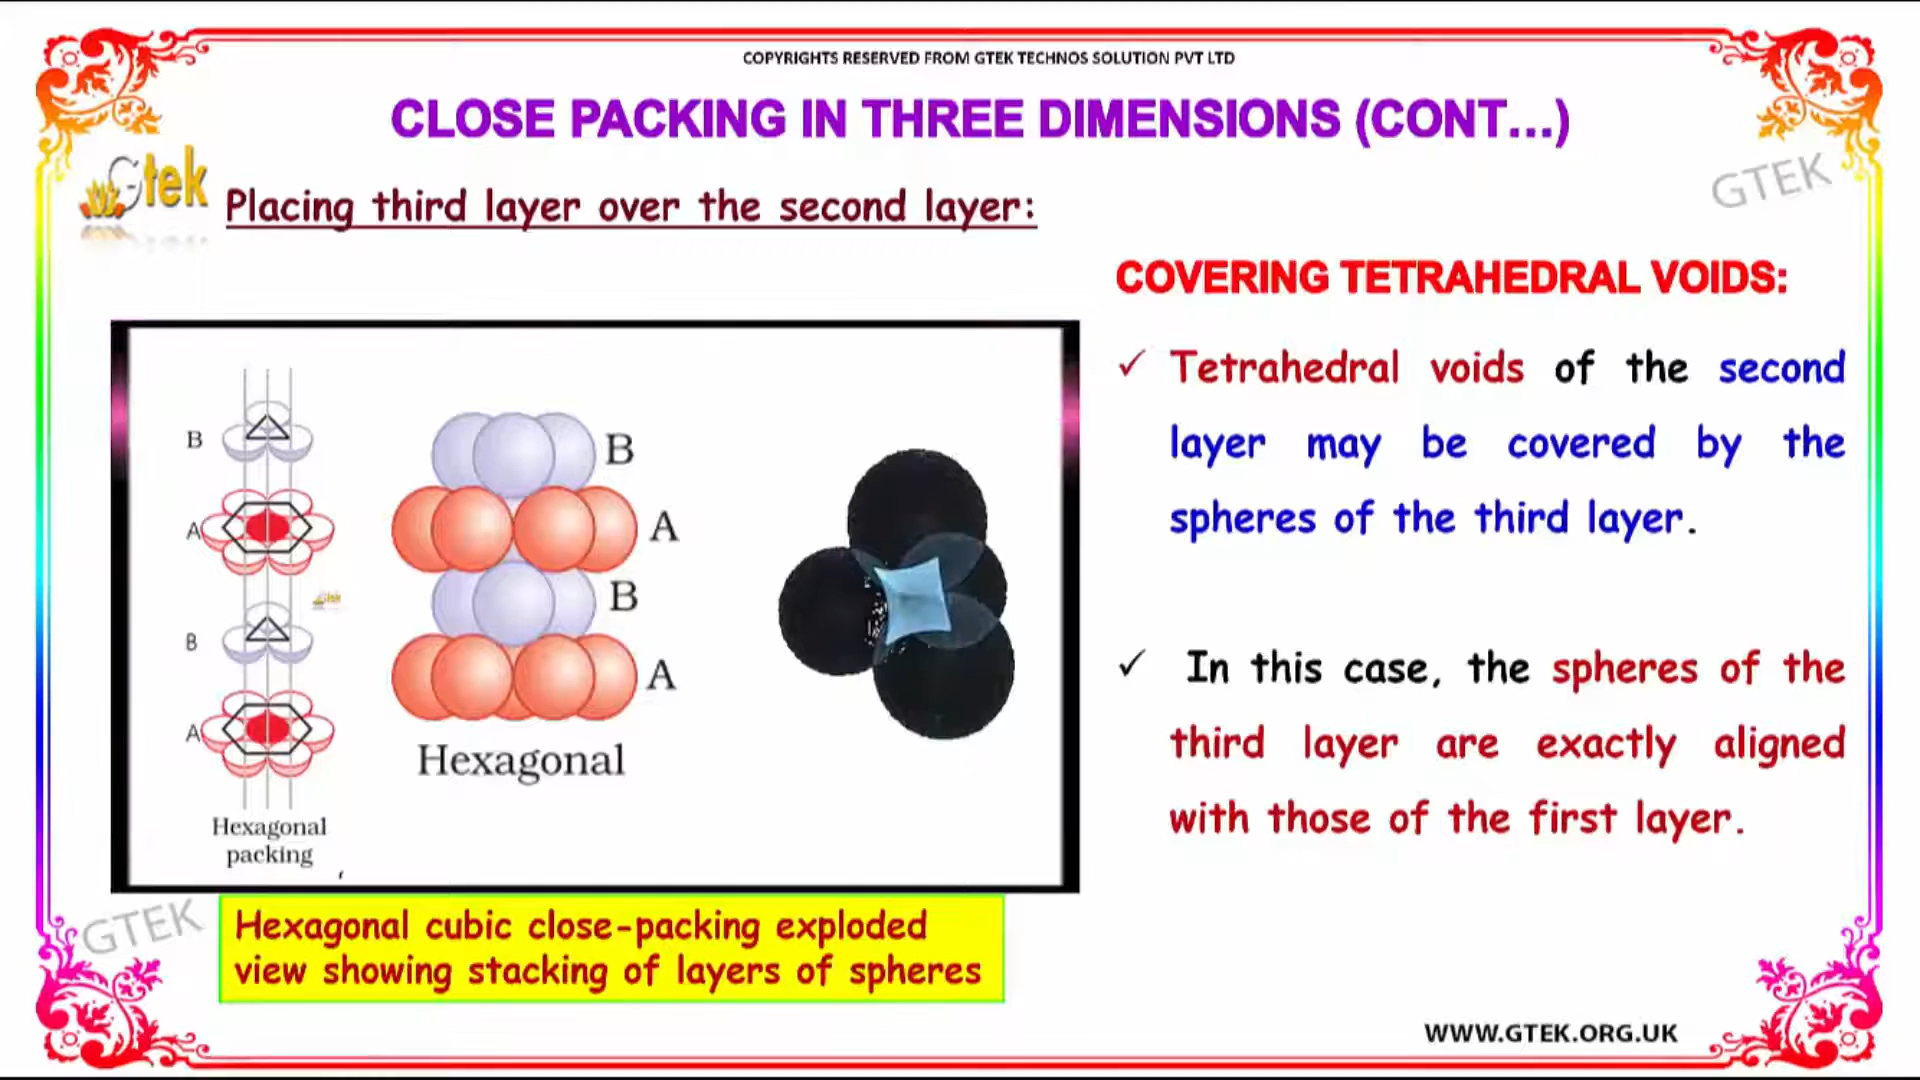 COPYRIGHTS RESERVED FROM GTEK TECHNOS SOLUTION PVT LTD
CLOSE PACKING IN THREE DIMENSIONS (CONT...)
Gtek
GTEK
Placing third layer over the second layer:
COVERING TETRAHEDRAL VOIDS:
✓ Tetrahedral voids of the second
layer may be covered by the
spheres of the third layer.
✓ In this case, the spheres of the
third layer are exactly aligned
with those of the first layer.
B
A
B
A
Hexagonal
packing
B
A
B
A
Hexagonal
GTEK
Hexagonal cubic close-packing exploded
view showing stacking of layers of spheres
WWW.GTEK.ORG.UK